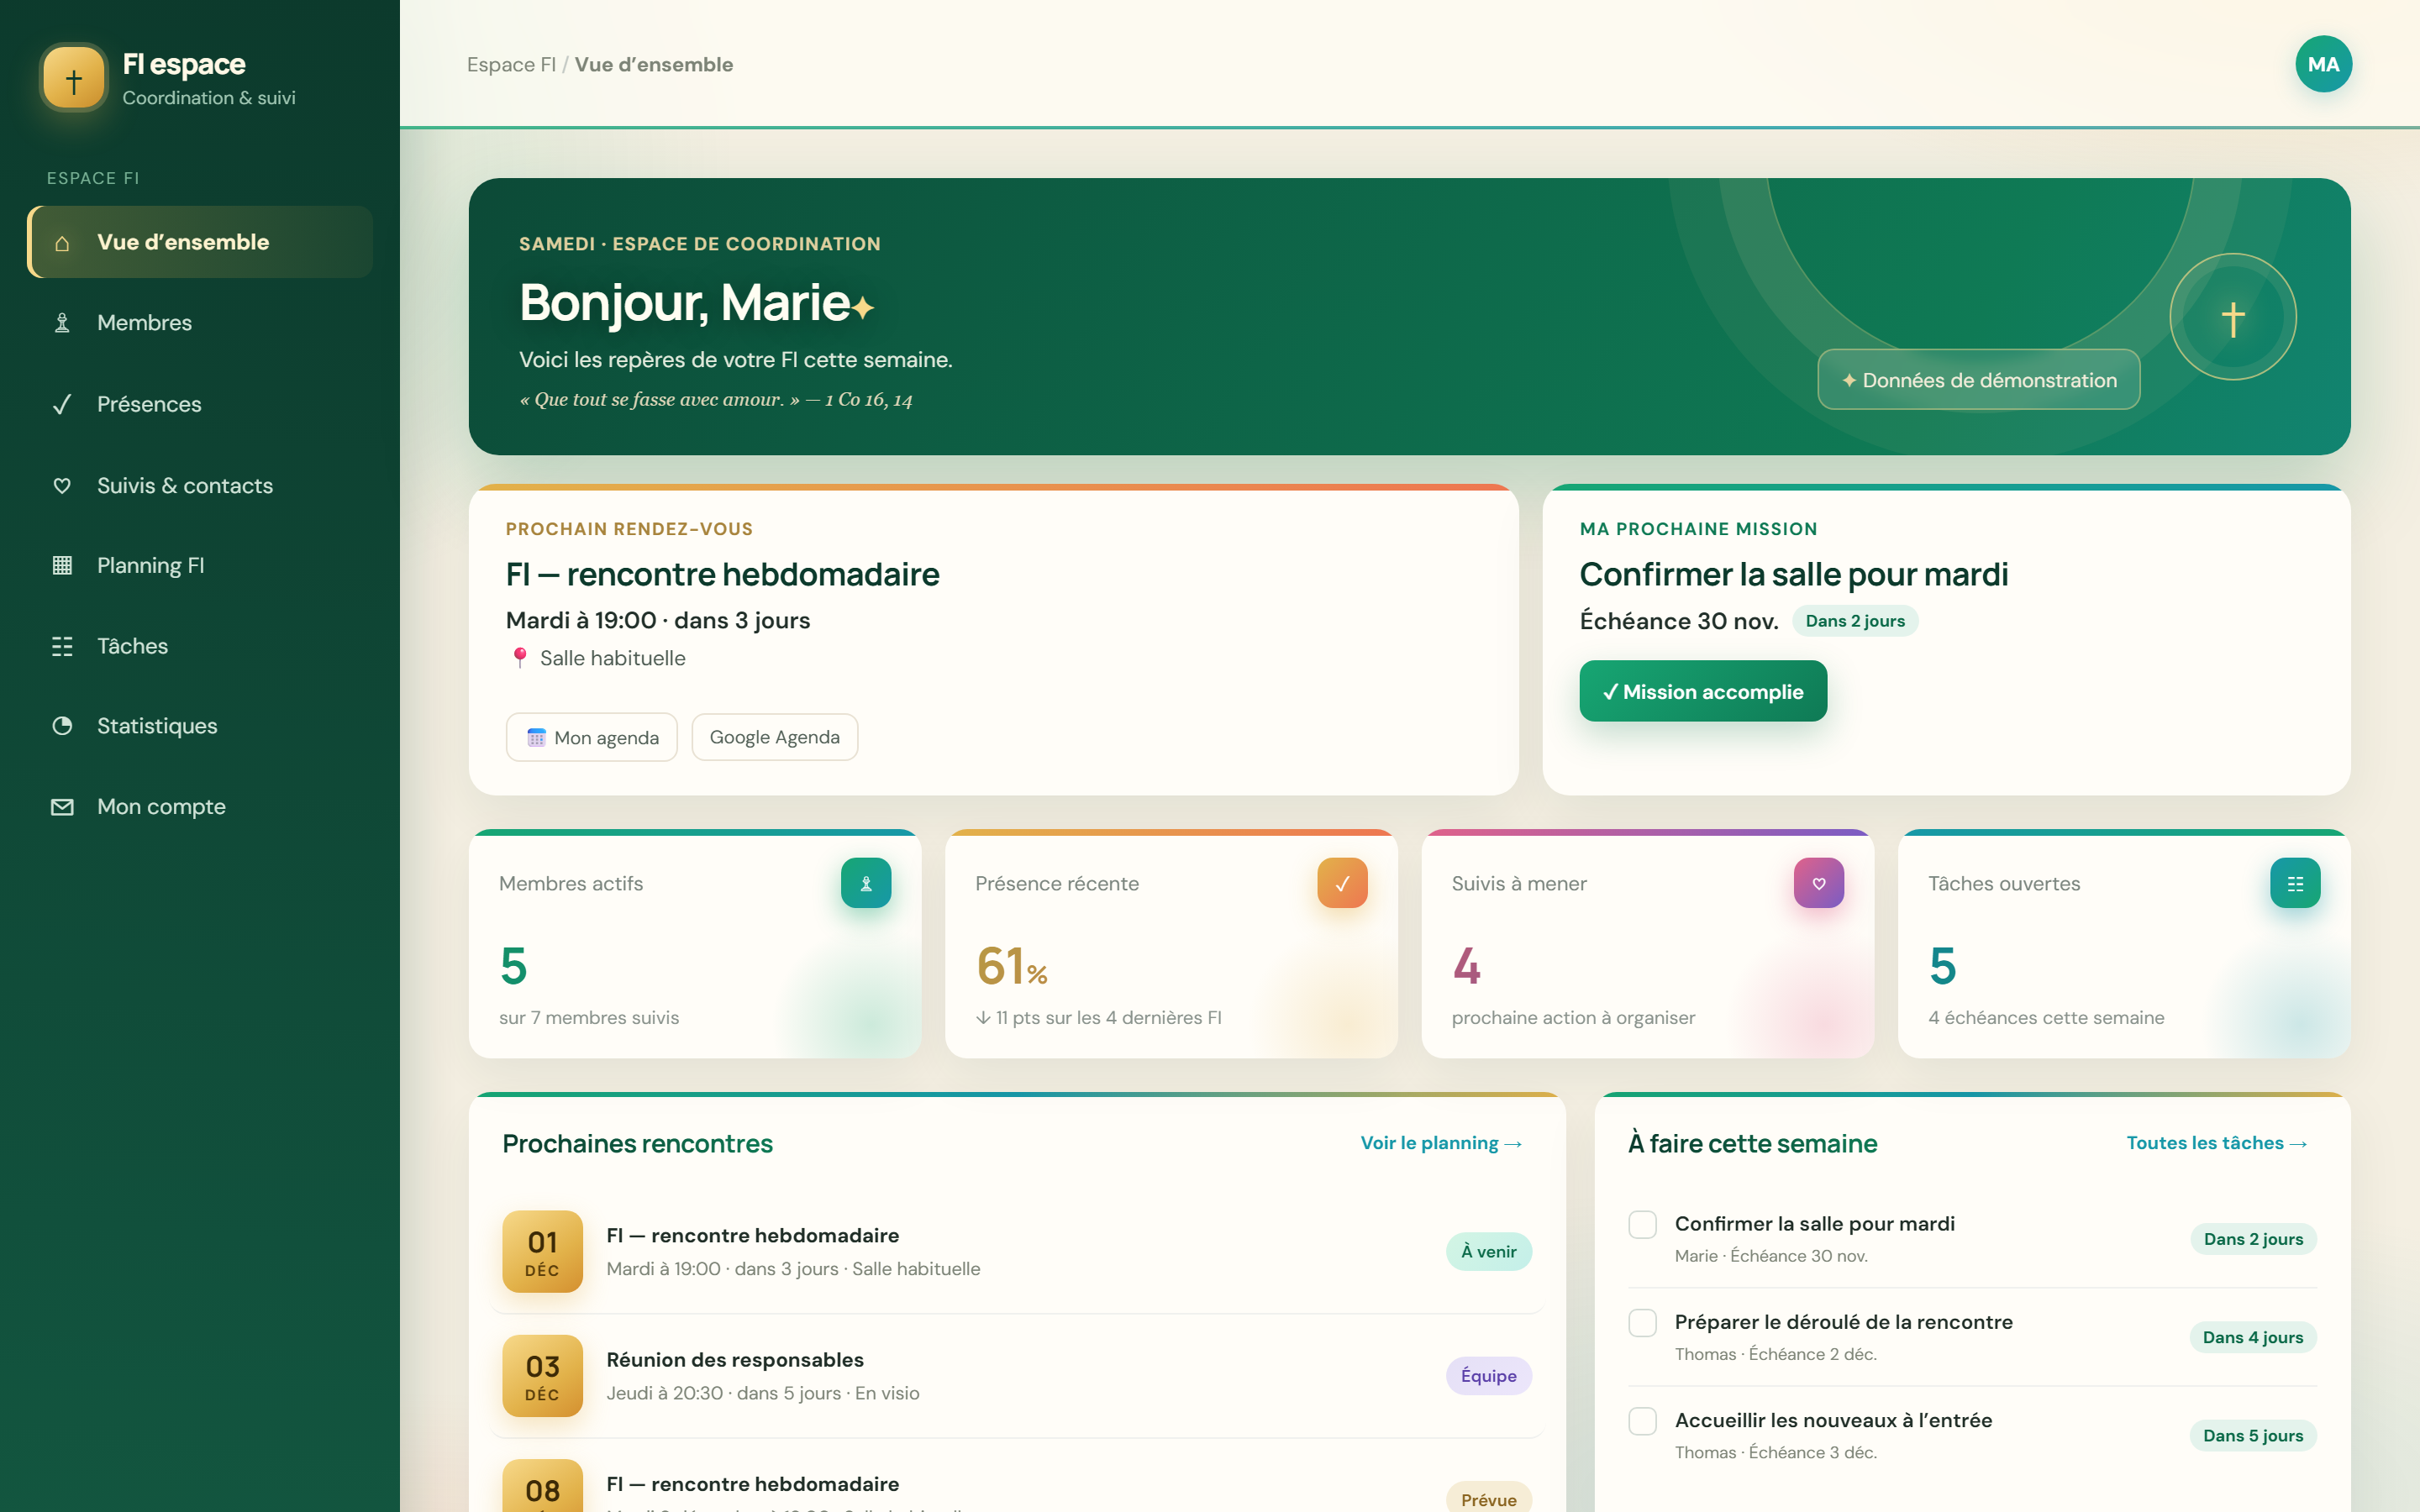 FI espace
Coordination & suivi
ESPACE FI
Vue d’ensemble
Membres
Présences
Suivis & contacts
Planning FI
Tâches
Statistiques
Mon compte
Espace FI / Vue d’ensemble
MA
SAMEDI · ESPACE DE COORDINATION
Bonjour, Marie
Voici les repères de votre FI cette semaine.
« Que tout se fasse avec amour. » — 1 Co 16, 14
Données de démonstration
PROCHAIN RENDEZ-VOUS
FI — rencontre hebdomadaire
Mardi à 19:00 · dans 3 jours
Salle habituelle
Mon agenda
Google Agenda
MA PROCHAINE MISSION
Confirmer la salle pour mardi
Échéance 30 nov. Dans 2 jours
✓ Mission accomplie
Membres actifs
5
sur 7 membres suivis
Présence récente
61%
↓ 11 pts sur les 4 dernières FI
Suivis à mener
4
prochaine action à organiser
Tâches ouvertes
5
4 échéances cette semaine
Prochaines rencontres
Voir le planning →
01
DÉC
FI — rencontre hebdomadaire
Mardi à 19:00 · dans 3 jours · Salle habituelle
À venir
03
DÉC
Réunion des responsables
Jeudi à 20:30 · dans 5 jours · En visio
Équipe
08
FI — rencontre hebdomadaire
Prévue
À faire cette semaine
Toutes les tâches →
Confirmer la salle pour mardi
Marie · Échéance 30 nov.
Dans 2 jours
Préparer le déroulé de la rencontre
Thomas · Échéance 2 déc.
Dans 4 jours
Accueillir les nouveaux à l’entrée
Thomas · Échéance 3 déc.
Dans 5 jours